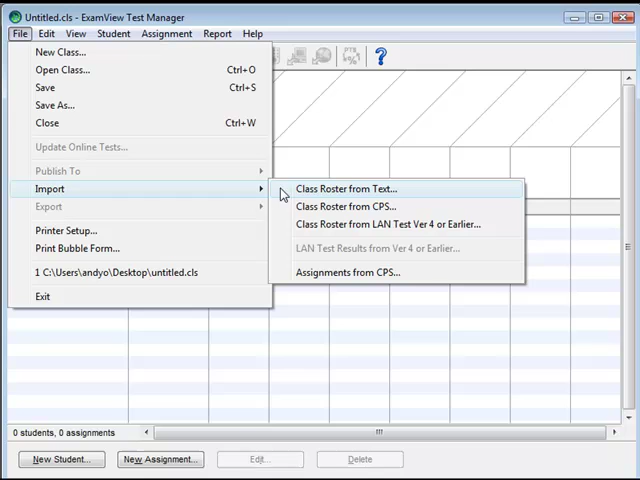 Untitled.cls - ExamView Test Manager
File Edit View Student Assignment Report Help
New Class...
Open Class... Ctrl+O
Save Ctrl+S
Save As...
Close Ctrl+W
Update Online Tests...
Publish To
Import
Export
Printer Setup...
Print Bubble Form...
1 C:\Users\andyo\Desktop\untitled.cls
Exit
Class Roster from Text...
Class Roster from CPS...
Class Roster from LAN Test Ver 4 or Earlier...
LAN Test Results from Ver 4 or Earlier...
Assignments from CPS...
0 students, 0 assignments
New Student... New Assignment... Edit... Delete